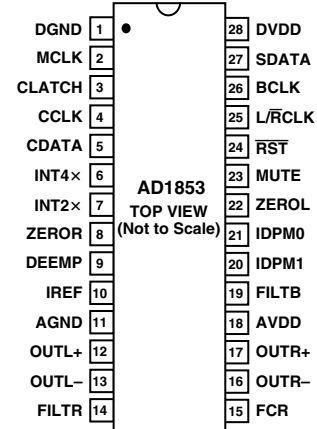 DGND 1 28 DVDD
MCLK 2 27 SDATA
CLATCH 3 26 BCLK
CCLK 4 25 L/R̅CLK
CDATA 5 24 R̅S̅T̅
INT4× 6 23 MUTE
INT2× 7 AD1853 22 ZEROL
TOP VIEW
ZEROR 8 (Not to Scale) 21 IDPM0
DEEMP 9 20 IDPM1
IREF 10 19 FILTB
AGND 11 18 AVDD
OUTL+ 12 17 OUTR+
OUTL– 13 16 OUTR–
FILTR 14 15 FCR